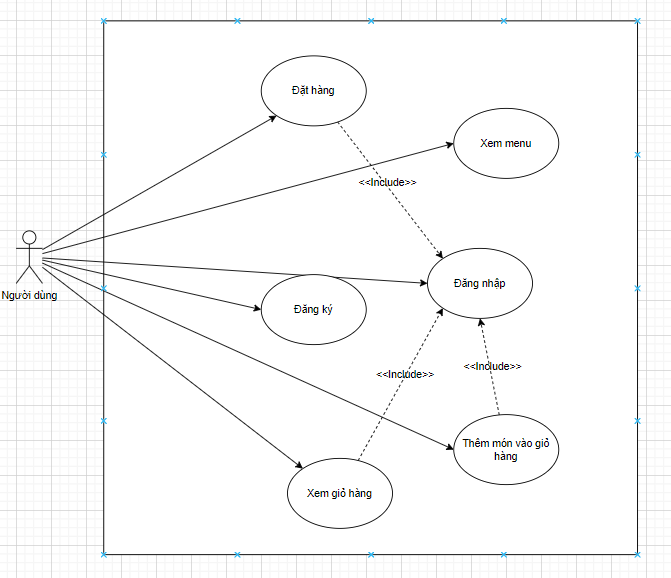 Đặt hàng
Xem menu
<<Include>>
Người dùng
Đăng nhập
Đăng ký
<<Include>>
<<Include>>
Thêm món vào giỏ
hàng
Xem giỏ hàng